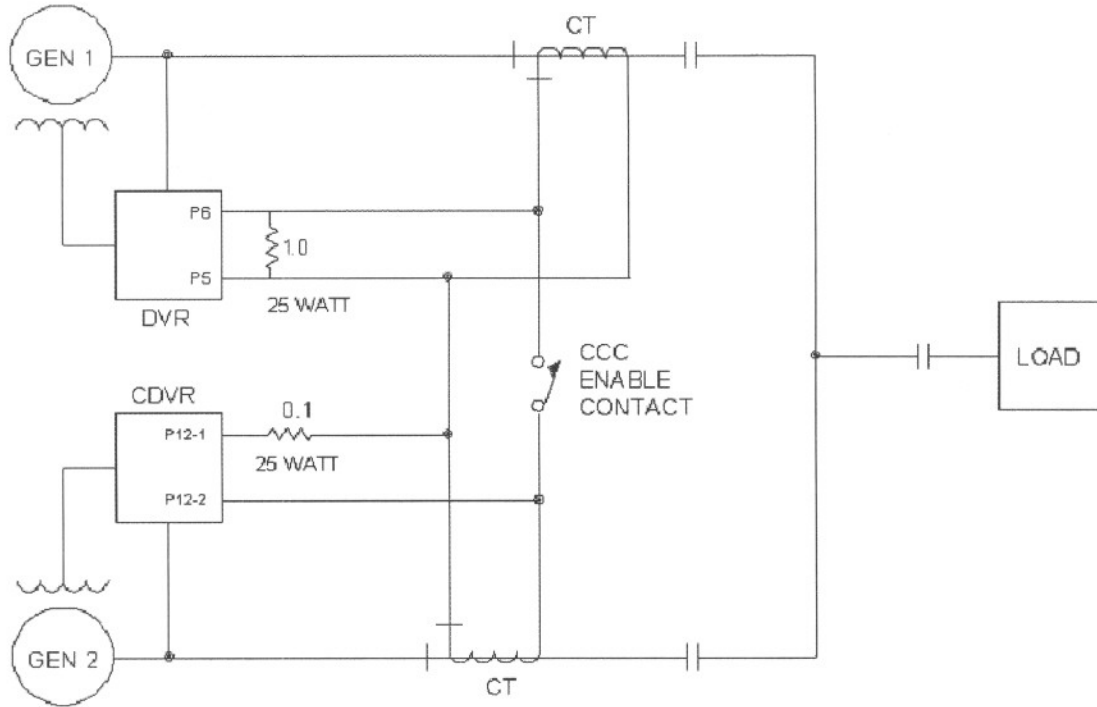 CT
GEN 1
P6
1.0
P5
25 WATT
DVR
CCC
ENABLE
CONTACT
LOAD
CDVR
0.1
P12-1
25 WATT
P12-2
GEN 2
CT